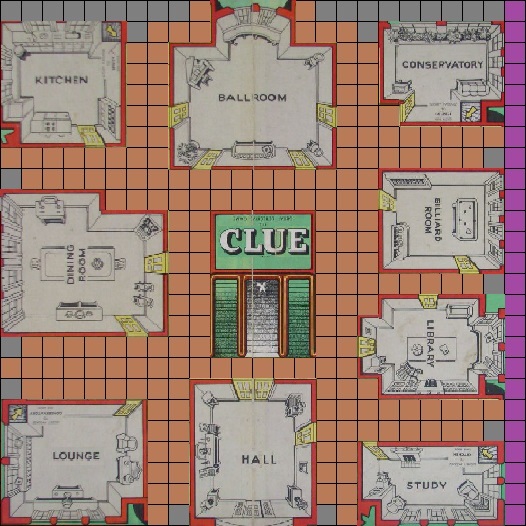 KITCHEN
BALLROOM
CONSERVATORY
CLUE
BILLIARD
ROOM
DINING
ROOM
LIBRARY
LOUNGE
HALL
STUDY